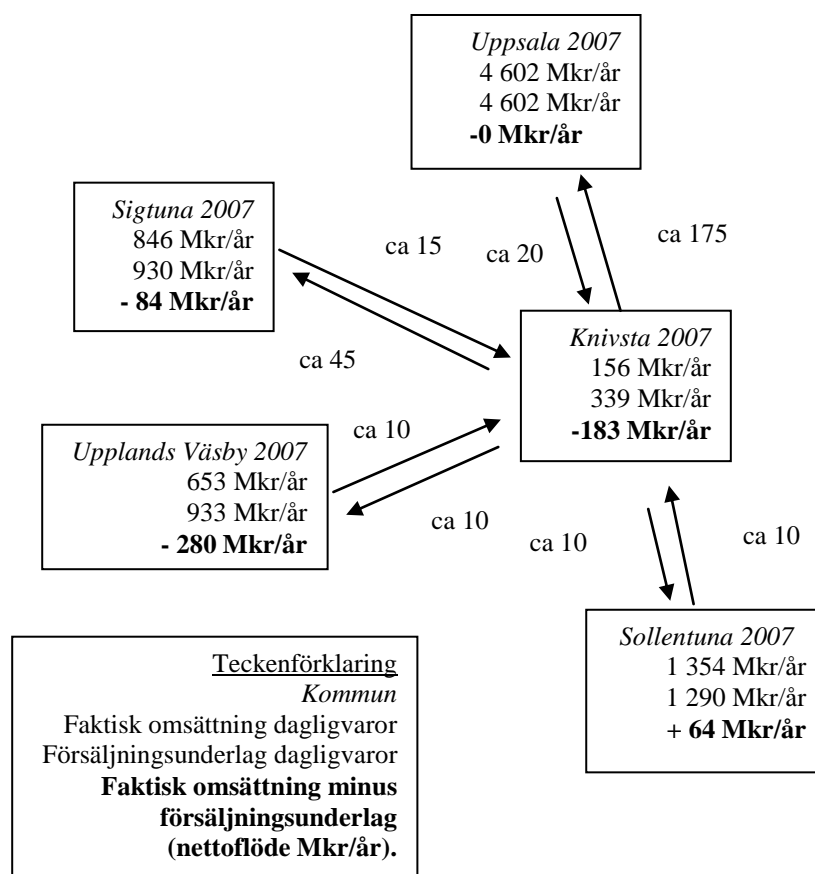 Uppsala 2007
4 602 Mkr/år
4 602 Mkr/år
-0 Mkr/år
Sigtuna 2007
846 Mkr/år
930 Mkr/år
- 84 Mkr/år
ca 15
ca 20
ca 175
ca 45
Knivsta 2007
156 Mkr/år
339 Mkr/år
-183 Mkr/år
Upplands Väsby 2007
653 Mkr/år
933 Mkr/år
- 280 Mkr/år
ca 10
ca 10
ca 10
ca 10
Sollentuna 2007
1 354 Mkr/år
1 290 Mkr/år
+ 64 Mkr/år
Teckenförklaring
Kommun
Faktisk omsättning dagligvaror
Försäljningsunderlag dagligvaror
Faktisk omsättning minus
försäljningsunderlag
(nettoflöde Mkr/år).